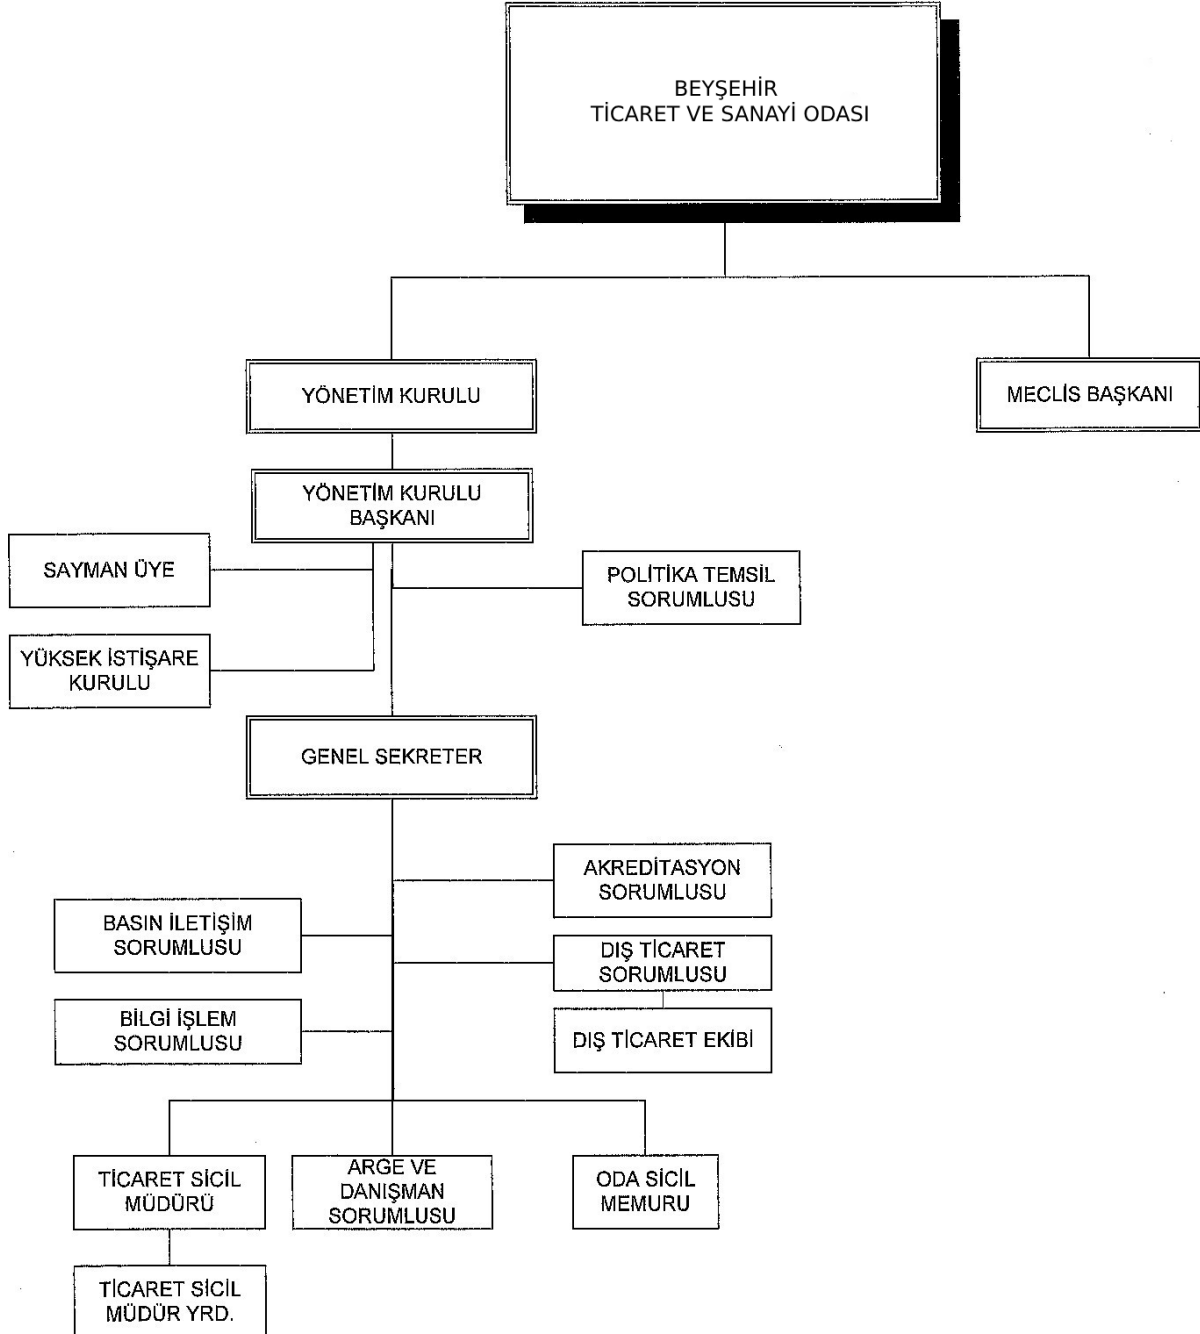 BEYŞEHİR
TİCARET VE SANAYİ ODASI
YÖNETİM KURULU
MECLİS BAŞKANI
YÖNETİM KURULU
BAŞKANI
SAYMAN ÜYE
POLİTİKA TEMSİL
SORUMLUSU
YÜKSEK İSTİŞARE
KURULU
GENEL SEKRETER
AKREDİTASYON
SORUMLUSU
BASIN İLETİŞİM
SORUMLUSU
DIŞ TİCARET
SORUMLUSU
BİLGİ İŞLEM
SORUMLUSU
DIŞ TİCARET EKİBİ
TİCARET SİCİL
MÜDÜRÜ
ARGE VE
DANIŞMAN
SORUMLUSU
ODA SİCİL
MEMURU
TİCARET SİCİL
MÜDÜR YRD.